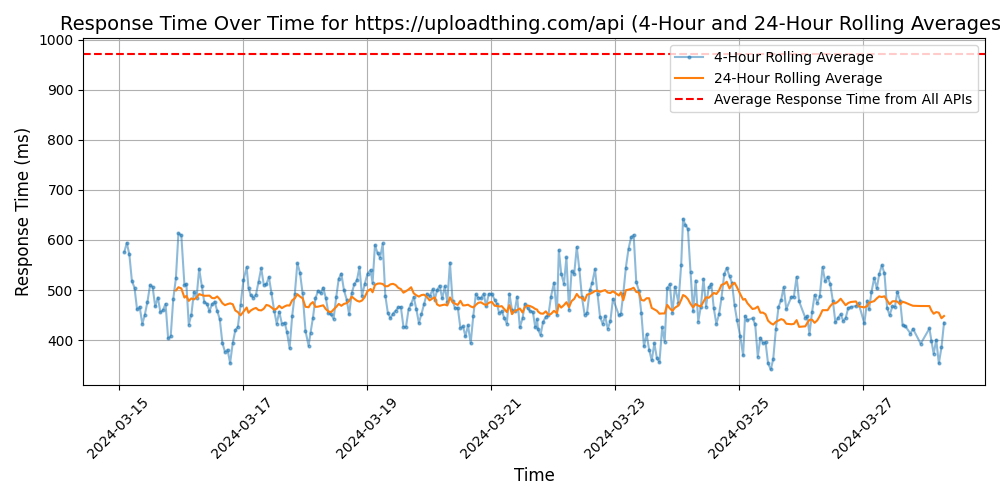 Response Time Over Time for https://uploadthing.com/api (4-Hour and 24-Hour Rolling Averages
4-Hour Rolling Average
24-Hour Rolling Average
Average Response Time from All APIs
Response Time (ms)
1000
900
800
700
600
500
400
2024-03-15
2024-03-17
2024-03-19
2024-03-21
2024-03-23
2024-03-25
2024-03-27
Time